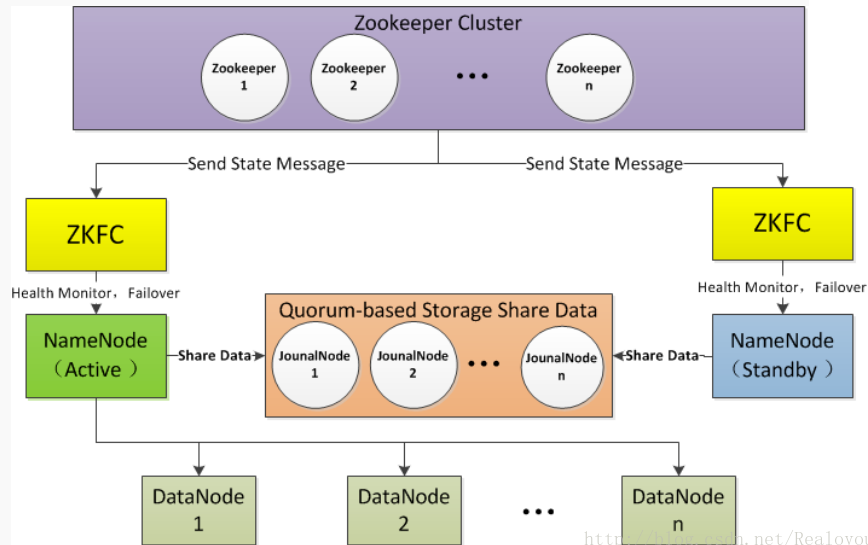 Zookeeper Cluster
Zookeeper
1
Zookeeper
2
•••
Zookeeper
n
Send State Message
Send State Message
ZKFC
ZKFC
Health Monitor，Failover
Health Monitor，Failover
Quorum-based Storage Share Data
NameNode
（Active ）
Share Data
JounalNode
1
JounalNode
2
•••
JounalNode
n
Share Data
NameNode
（Standby ）
DataNode
1
DataNode
2
•••
DataNode
n
http://blog.csdn.net/Realoyou